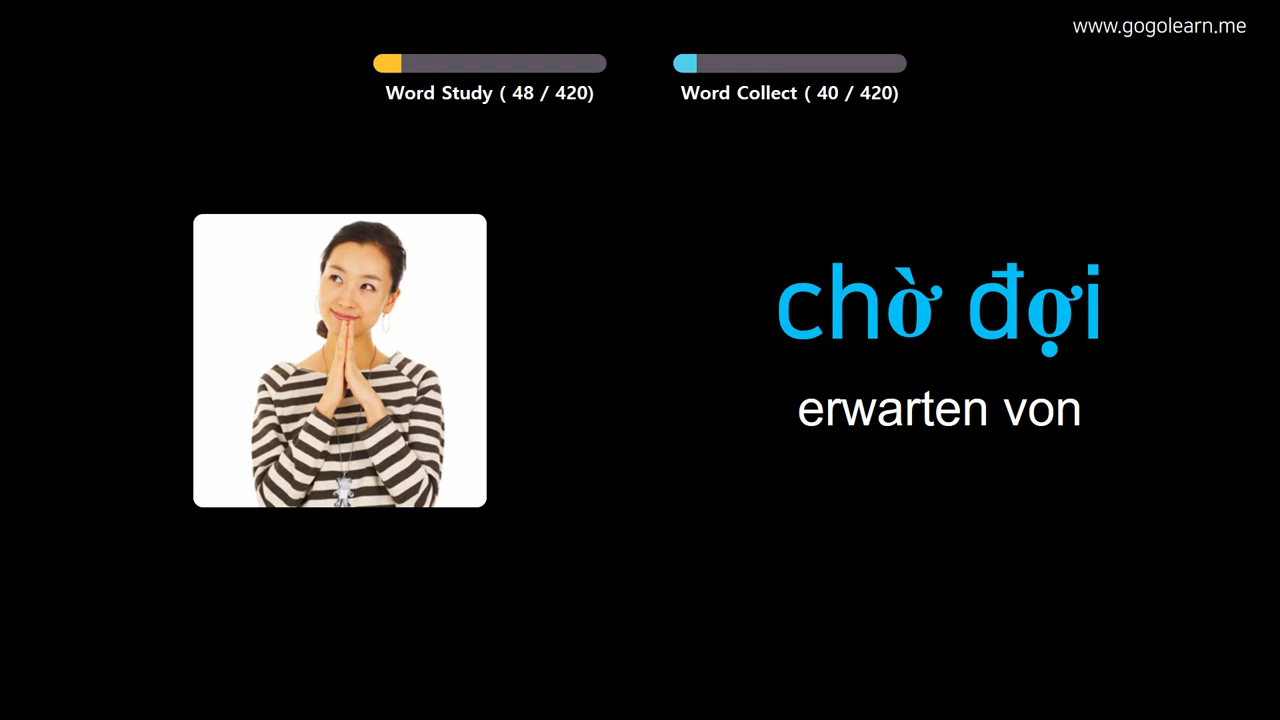 www.gogolearn.me
Word Study ( 48 / 420)
Word Collect ( 40 / 420)
chờ đợi
erwarten von